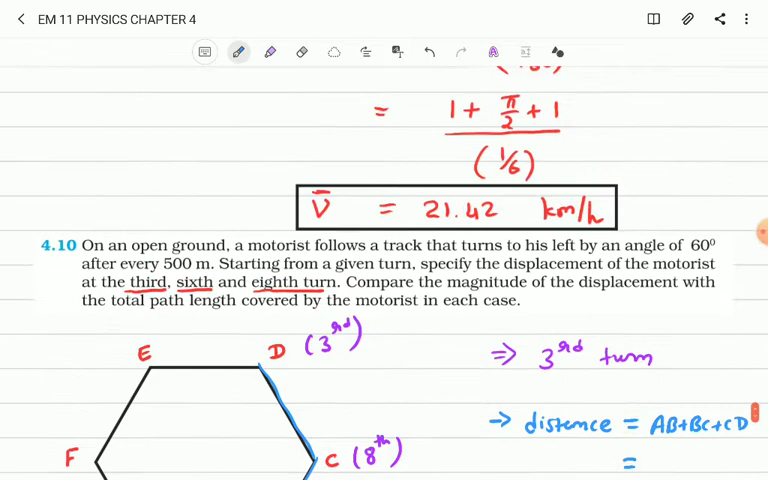 EM 11 PHYSICS CHAPTER 4
= 1 + π/2 + 1
(1/6)
V̄ = 21.42 km/h
4.10 On an open ground, a motorist follows a track that turns to his left by an angle of 60⁰
after every 500 m. Starting from a given turn, specify the displacement of the motorist
at the third, sixth and eighth turn. Compare the magnitude of the displacement with
the total path length covered by the motorist in each case.
E D (3rd)
⇒ 3rd turn
→ distence = AB+BC+CD
F C (8th)
=